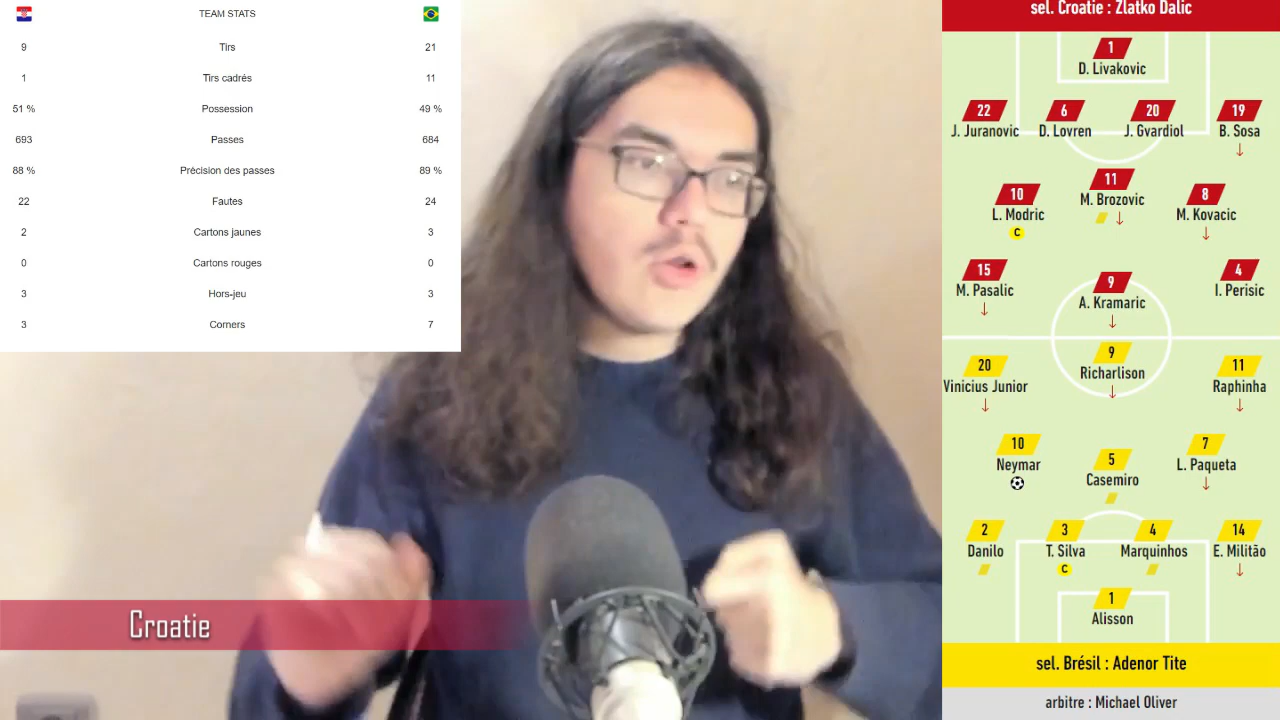 TEAM STATS
9 Tirs 21
1 Tirs cadrés 11
51 % Possession 49 %
693 Passes 684
88 % Précision des passes 89 %
22 Fautes 24
2 Cartons jaunes 3
0 Cartons rouges 0
3 Hors-jeu 3
3 Corners 7
Croatie
sel. Croatie : Zlatko Dalic
1
D. Livakovic
22 6 20 19
J. Juranovic D. Lovren J. Gvardiol B. Sosa
11
M. Brozovic
10 8
L. Modric M. Kovacic
C
15 4
M. Pasalic I. Perisic
9
A. Kramaric
9
Richarlison
20 11
Vinicius Junior Raphinha
10 7
Neymar L. Paqueta
5
Casemiro
2 3 4 14
Danilo T. Silva Marquinhos E. Militão
C
1
Alisson
sel. Brésil : Adenor Tite
arbitre : Michael Oliver